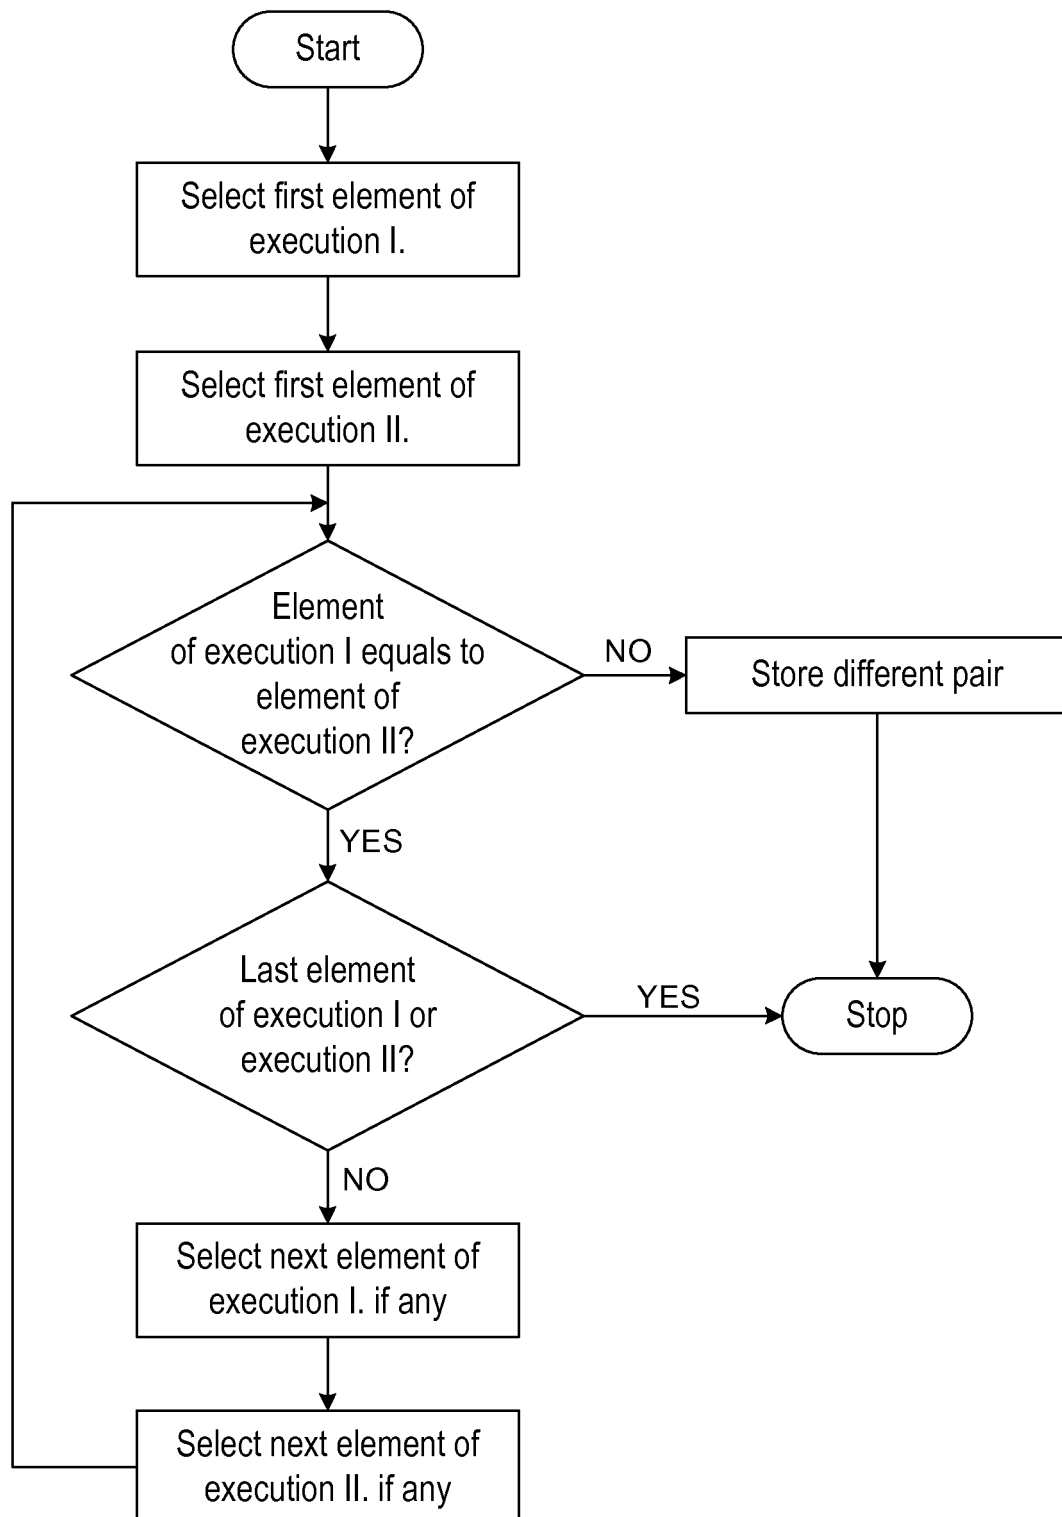 Start
Select first element of
execution I.
Select first element of
execution II.
Element
of execution I equals to
element of
execution II?
NO
Store different pair
YES
Last element
of execution I or
execution II?
YES
Stop
NO
Select next element of
execution I. if any
Select next element of
execution II. if any